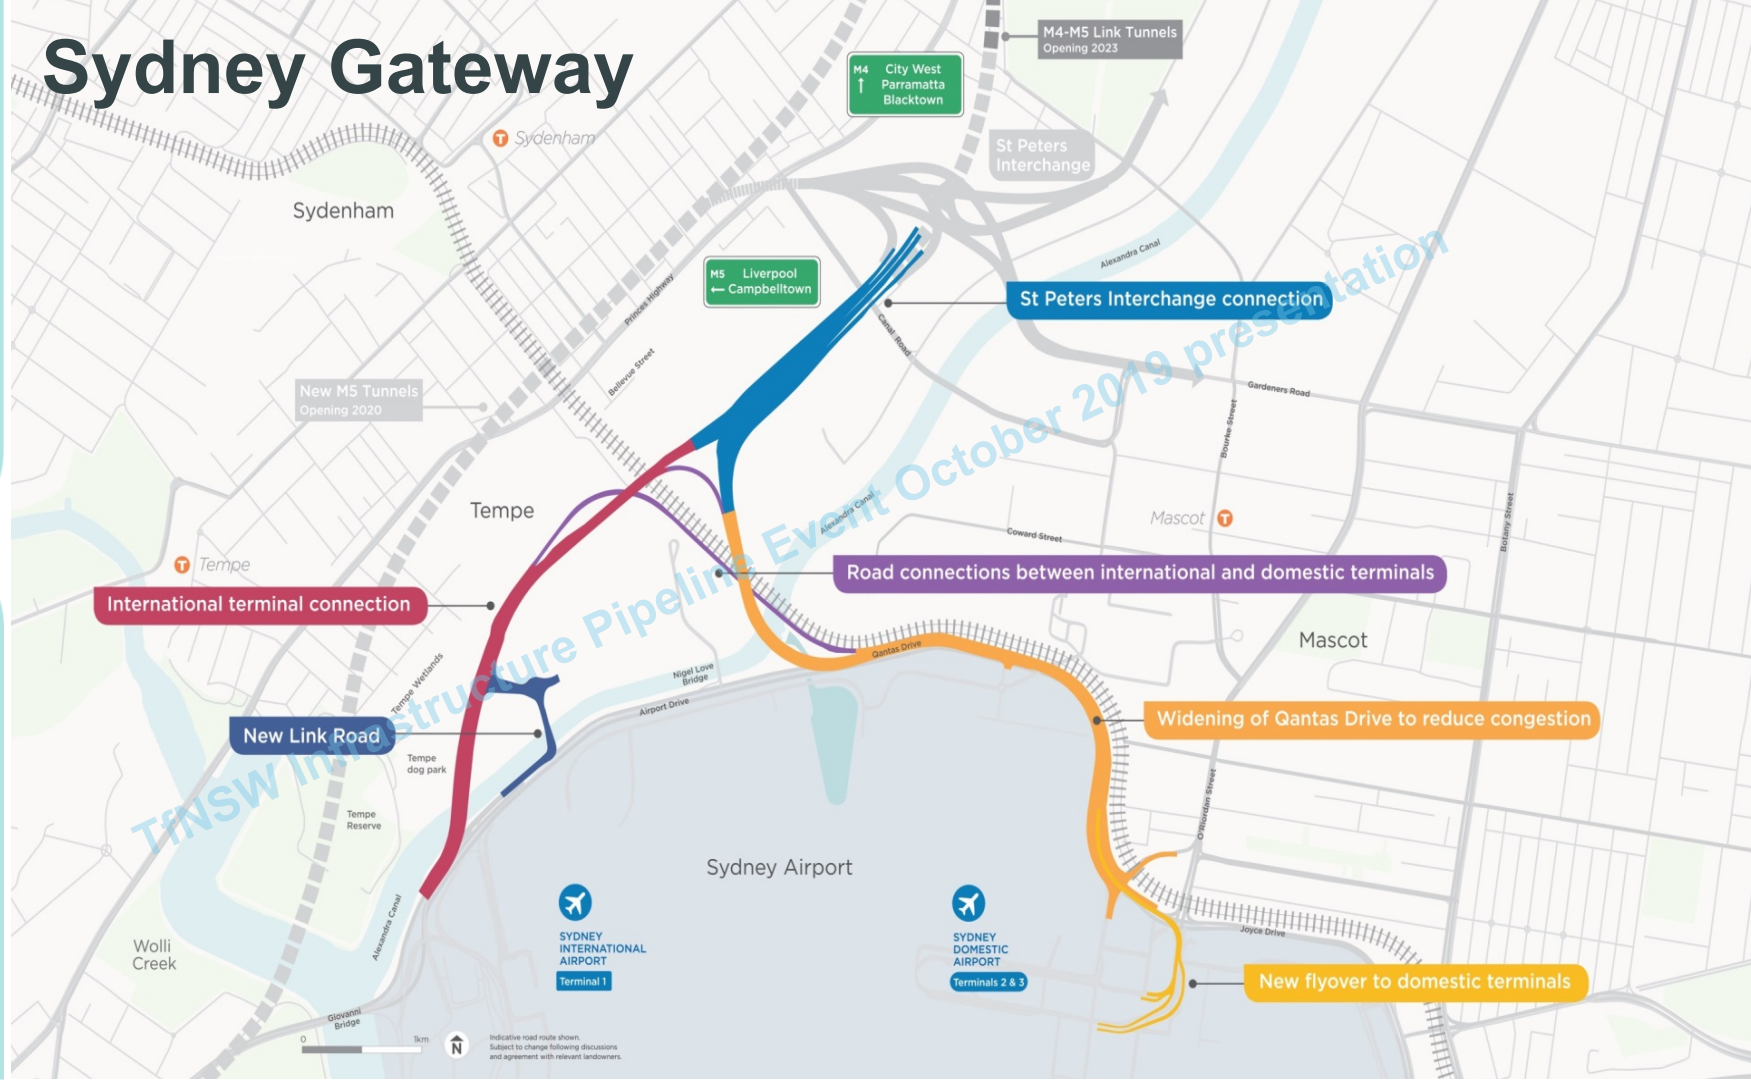 Sydney Gateway
M4-M5 Link Tunnels
Opening 2023
M4
City West
↑
Parramatta
Blacktown
T Sydenham
St Peters
Interchange
Sydenham
Alexandra Canal
M5
Liverpool
← Campbelltown
Princes Highway
St Peters Interchange connection
Canal Road
Bellevue Street
New M5 Tunnels
Opening 2020
Gardeners Road
Bourke Street
Tempe
Alexandra Canal
Mascot T
Botany Street
Coward Street
T Tempe
Road connections between international and domestic terminals
International terminal connection
Mascot
Qantas Drive
Tempe Wetlands
Nigel Love
Bridge
Airport Drive
Widening of Qantas Drive to reduce congestion
New Link Road
Tempe
dog park
O'Riordan Street
Tempe
Reserve
Sydney Airport
Alexandra Canal
SYDNEY
INTERNATIONAL
AIRPORT
Terminal 1
SYDNEY
DOMESTIC
AIRPORT
Terminals 2 & 3
Joyce Drive
Wolli
Creek
New flyover to domestic terminals
Giovanni
Bridge
0 1km
N
Indicative road route shown.
Subject to change following discussions
and agreement with relevant landowners.
TfNSW Infrastructure Pipeline Event October 2019 presentation